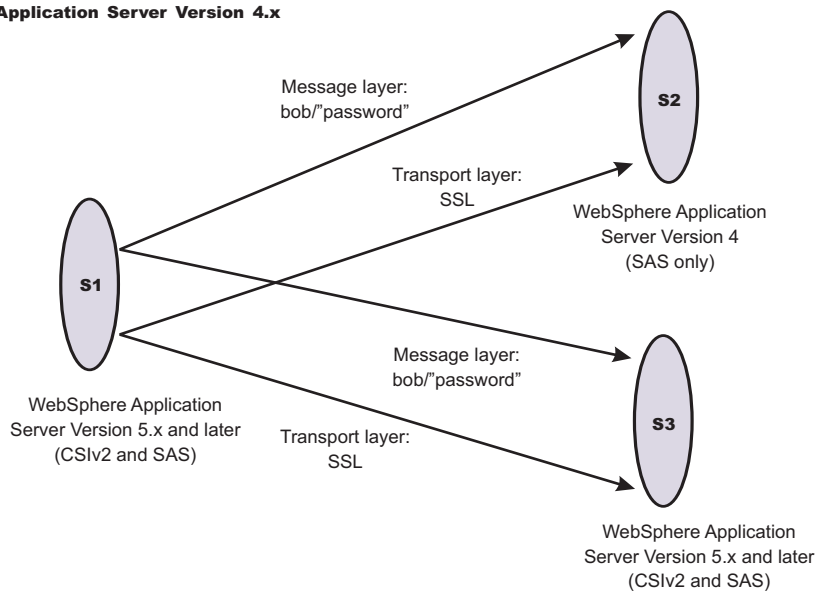 Application Server Version 4.x
Message layer:
bob/”password”
S2
Transport layer:
SSL
WebSphere Application
Server Version 4
(SAS only)
S1
Message layer:
bob/”password”
WebSphere Application
Server Version 5.x and later
(CSIv2 and SAS)
Transport layer:
SSL
S3
WebSphere Application
Server Version 5.x and later
(CSIv2 and SAS)